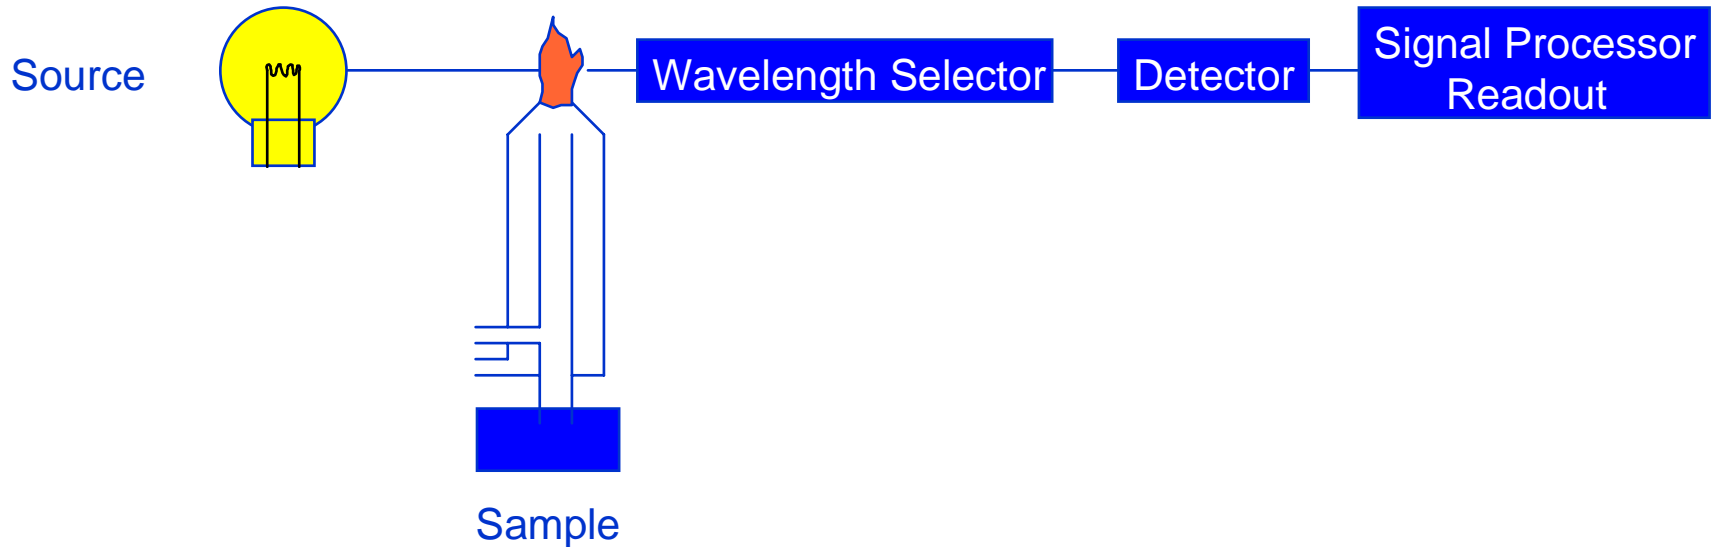 Source
Wavelength Selector
Detector
Signal Processor
Readout
Sample